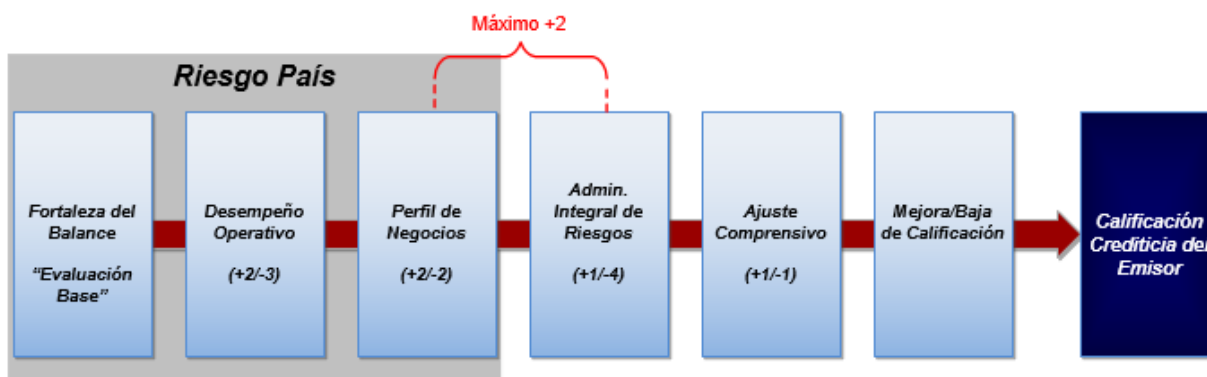 Máximo +2
Riesgo País
Fortaleza del
Balance
“Evaluación
Base”
Desempeño
Operativo
(+2/-3)
Perfil de
Negocios
(+2/-2)
Admin.
Integral de
Riesgos
(+1/-4)
Ajuste
Comprensivo
(+1/-1)
Mejora/Baja
de Calificación
Calificación
Crediticia del
Emisor